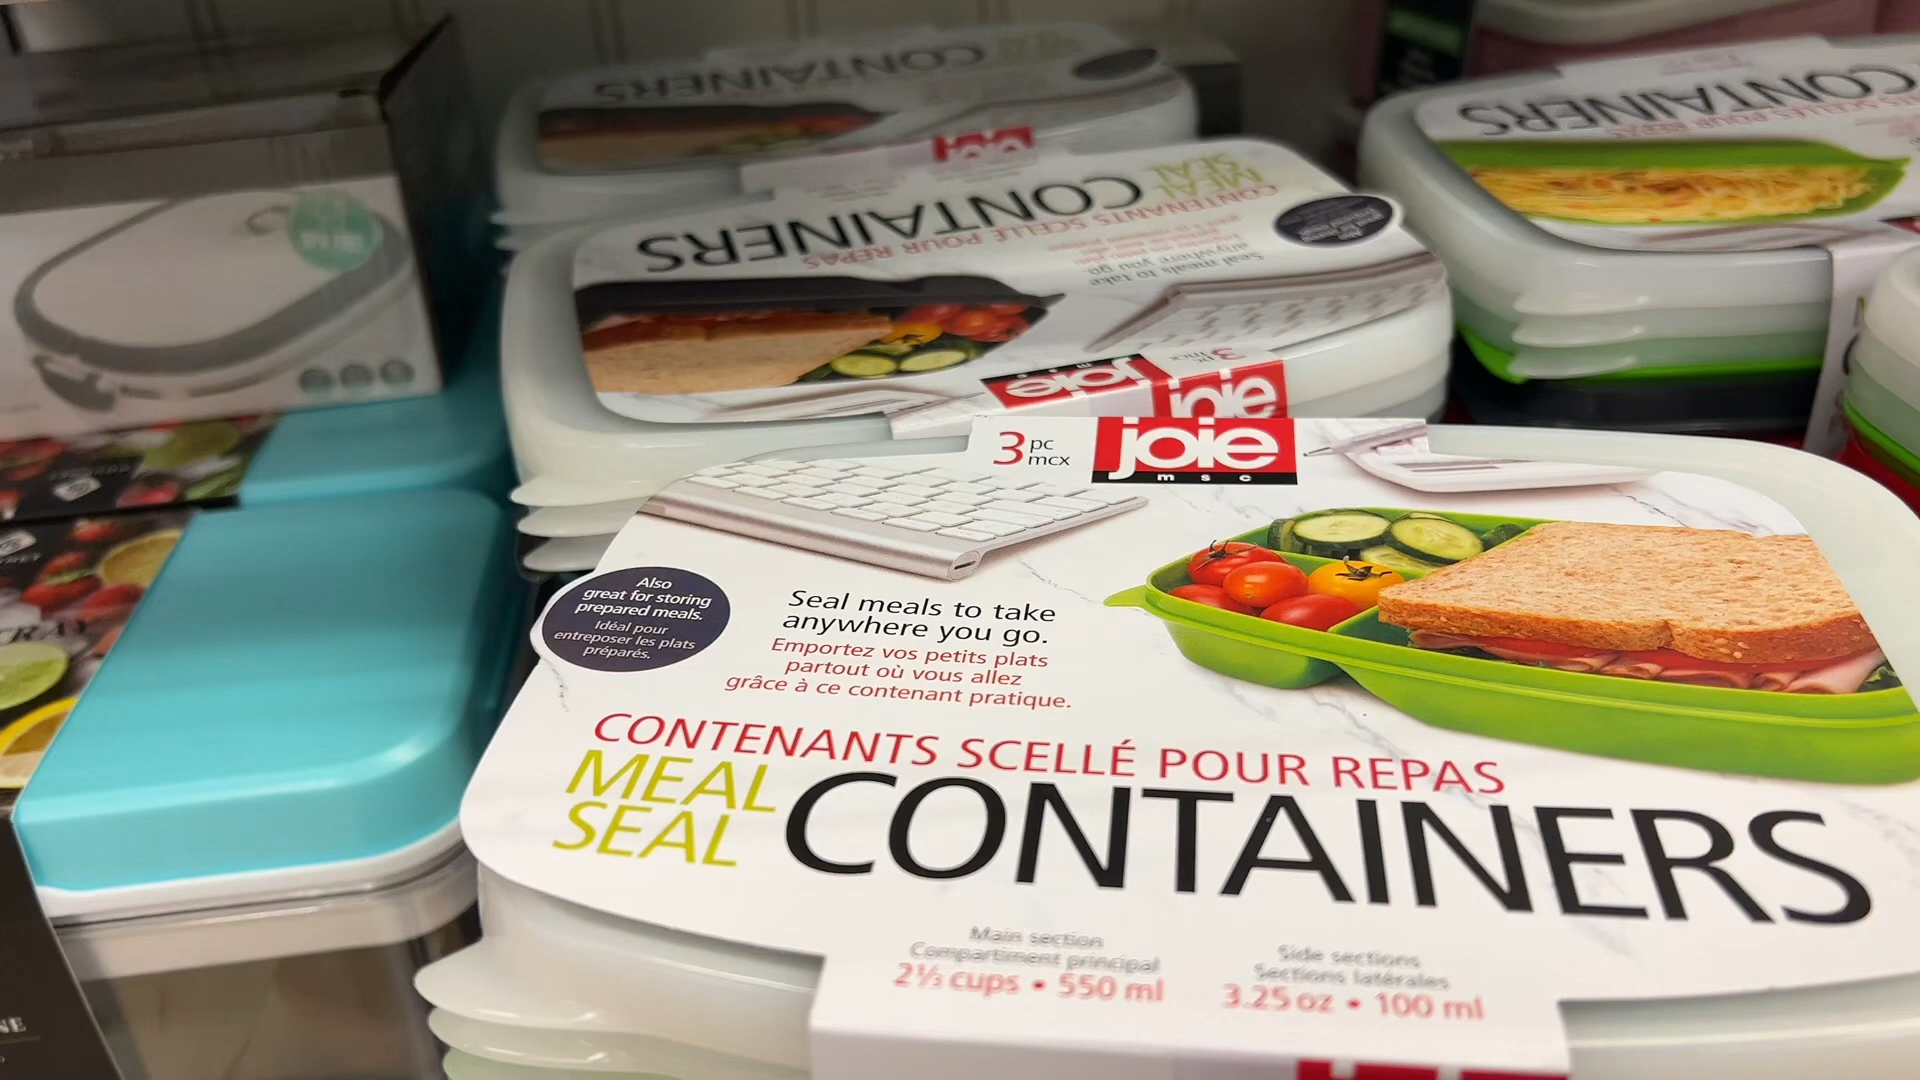 CONTAINERS
joie
MEAL
SEAL
CONTAINERS
CONTENANTS SCELLÉ POUR REPAS
Seal meals to take
anywhere you go
3 pc
mcx
joie
joie
CONTAINERS
3 pc
mcx
joie
msc
Also
great for storing
prepared meals.
Idéal pour
entreposer les plats
préparés.
Seal meals to take
anywhere you go.
Emportez vos petits plats
partout où vous allez
grâce à ce contenant pratique.
CONTENANTS SCELLÉ POUR REPAS
MEAL
SEAL
CONTAINERS
Main section
Compartiment principal
2⅓ cups • 550 ml
Side sections
Sections latérales
3.25 oz • 100 ml